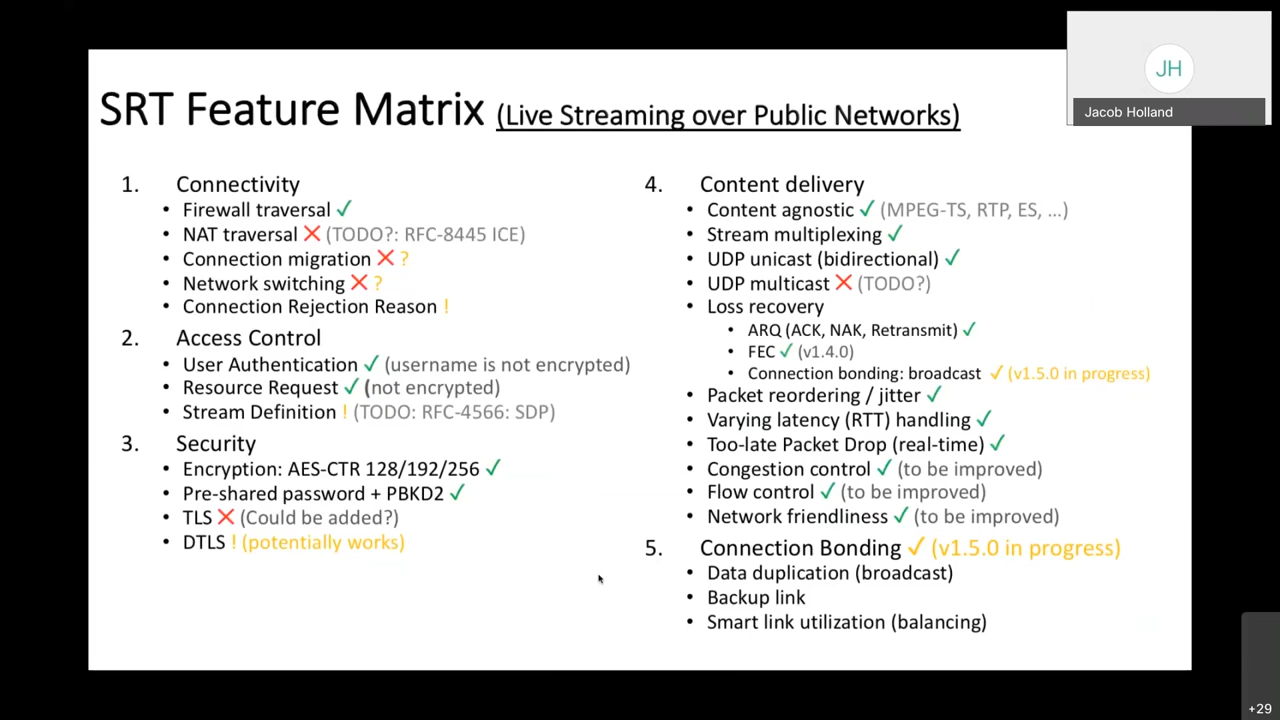 SRT Feature Matrix (Live Streaming over Public Networks)
JH
Jacob Holland
1. Connectivity
• Firewall traversal ✓
• NAT traversal ✕ (TODO?: RFC-8445 ICE)
• Connection migration ✕ ?
• Network switching ✕ ?
• Connection Rejection Reason !
2. Access Control
• User Authentication ✓ (username is not encrypted)
• Resource Request ✓ (not encrypted)
• Stream Definition ! (TODO: RFC-4566: SDP)
3. Security
• Encryption: AES-CTR 128/192/256 ✓
• Pre-shared password + PBKD2 ✓
• TLS ✕ (Could be added?)
• DTLS ! (potentially works)
4. Content delivery
• Content agnostic ✓ (MPEG-TS, RTP, ES, ...)
• Stream multiplexing ✓
• UDP unicast (bidirectional) ✓
• UDP multicast ✕ (TODO?)
• Loss recovery
• ARQ (ACK, NAK, Retransmit) ✓
• FEC ✓ (v1.4.0)
• Connection bonding: broadcast ✓ (v1.5.0 in progress)
• Packet reordering / jitter ✓
• Varying latency (RTT) handling ✓
• Too-late Packet Drop (real-time) ✓
• Congestion control ✓ (to be improved)
• Flow control ✓ (to be improved)
• Network friendliness ✓ (to be improved)
5. Connection Bonding ✓ (v1.5.0 in progress)
• Data duplication (broadcast)
• Backup link
• Smart link utilization (balancing)
+29